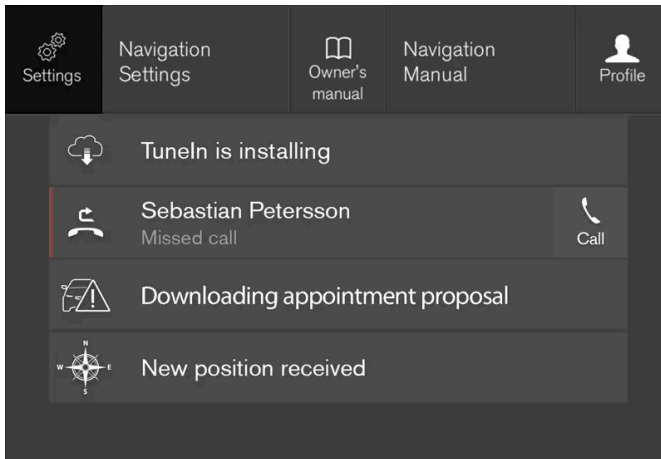 Settings
Navigation
Settings
Owner's
manual
Navigation
Manual
Profile
TuneIn is installing
Sebastian Petersson
Missed call
Call
Downloading appointment proposal
N
W
E
S
New position received